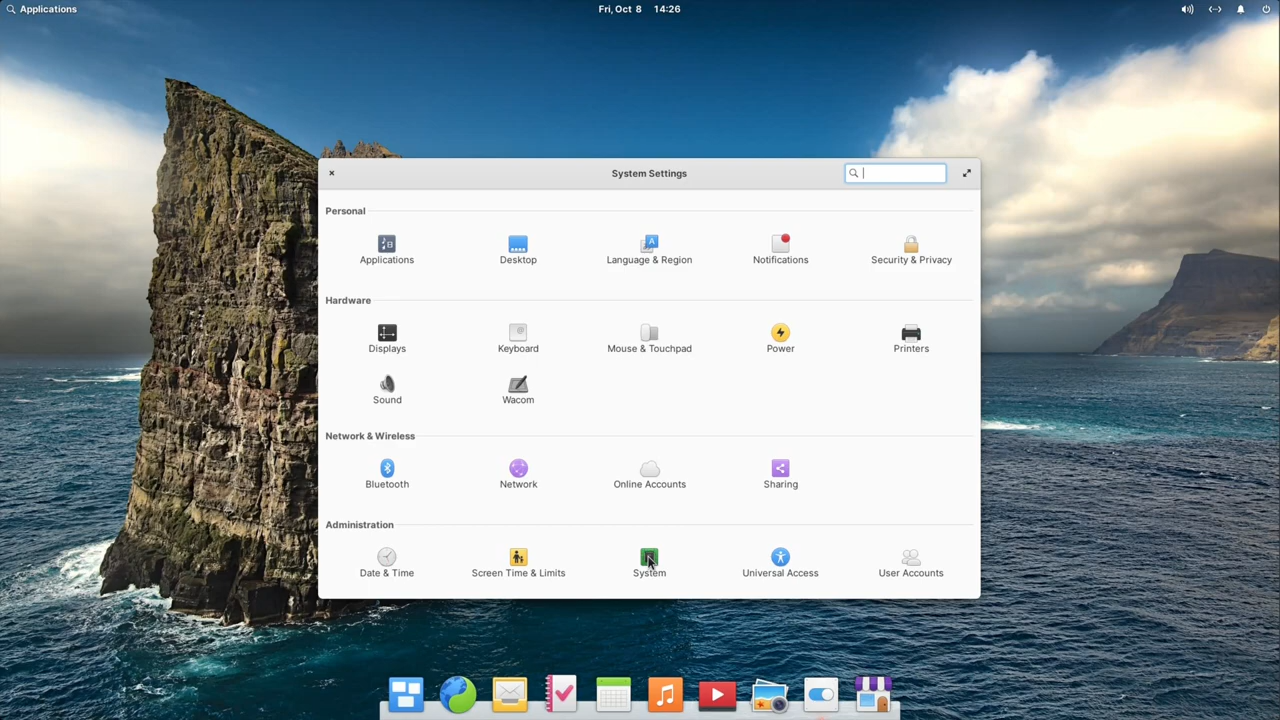 Applications
Fri, Oct 8 14:26
System Settings
Personal
Applications
Desktop
Language & Region
Notifications
Security & Privacy
Hardware
Displays
Keyboard
Mouse & Touchpad
Power
Printers
Sound
Wacom
Network & Wireless
Bluetooth
Network
Online Accounts
Sharing
Administration
Date & Time
Screen Time & Limits
System
Universal Access
User Accounts